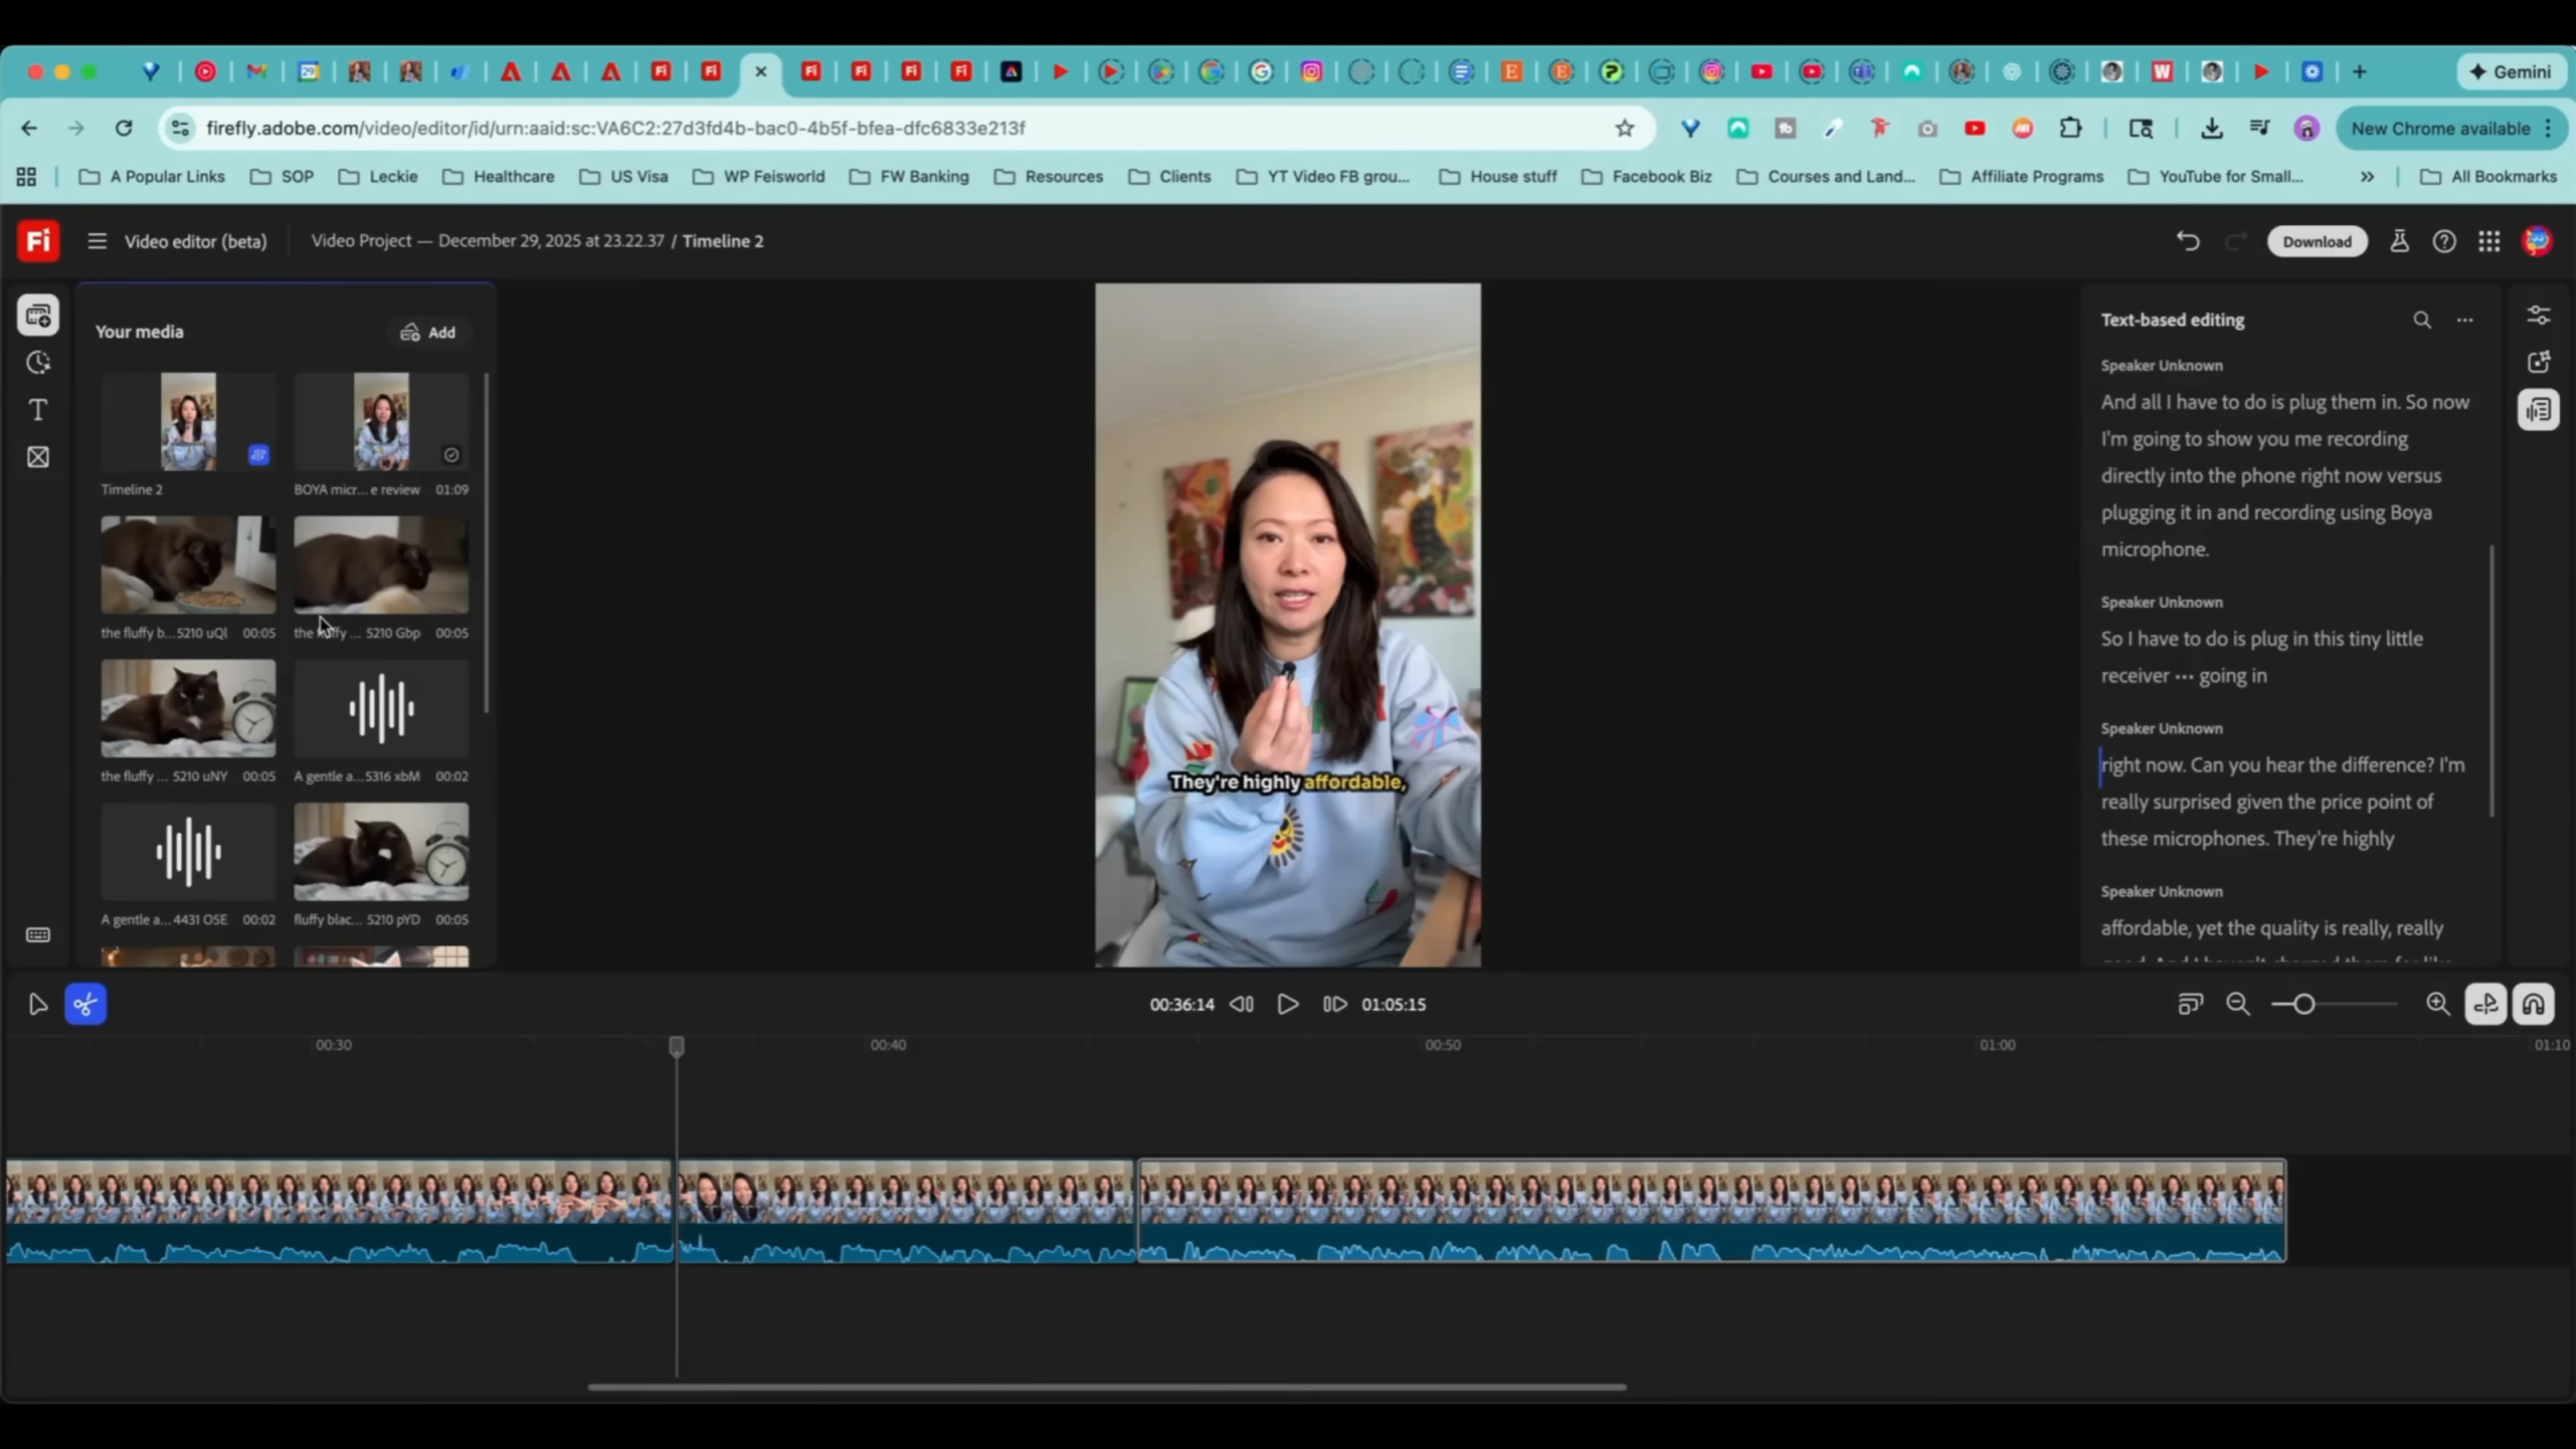 Gemini
firefly.adobe.com/video/editor/id/urn:aaid:sc:VA6C2:27d3fd4b-bac0-4b5f-bfea-dfc6833e213f
New Chrome available
A Popular Links
SOP
Leckie
Healthcare
US Visa
WP Feisworld
FW Banking
Resources
Clients
YT Video FB grou...
House stuff
Facebook Biz
Courses and Land...
Affiliate Programs
YouTube for Small...
All Bookmarks
Fi
Video editor (beta)
Video Project — December 29, 2025 at 23.22.37 / Timeline 2
Download
Your media
Add
Timeline 2
BOYA micr... e review 01:09
the fluffy b...5210 uQl 00:05
the fluffy ... 5210 Gbp 00:05
the fluffy ... 5210 uNY 00:05
A gentle a...5316 xbM 00:02
A gentle a...4431 O5E 00:02
fluffy blac... 5210 pYD 00:05
They're highly affordable,
Text-based editing
Speaker Unknown
And all I have to do is plug them in. So now
I'm going to show you me recording
directly into the phone right now versus
plugging it in and recording using Boya
microphone.
Speaker Unknown
So I have to do is plug in this tiny little
receiver ••• going in
Speaker Unknown
right now. Can you hear the difference? I'm
really surprised given the price point of
these microphones. They're highly
Speaker Unknown
affordable, yet the quality is really, really
00:36:14
01:05:15
00:30
00:40
00:50
01:00
01:10